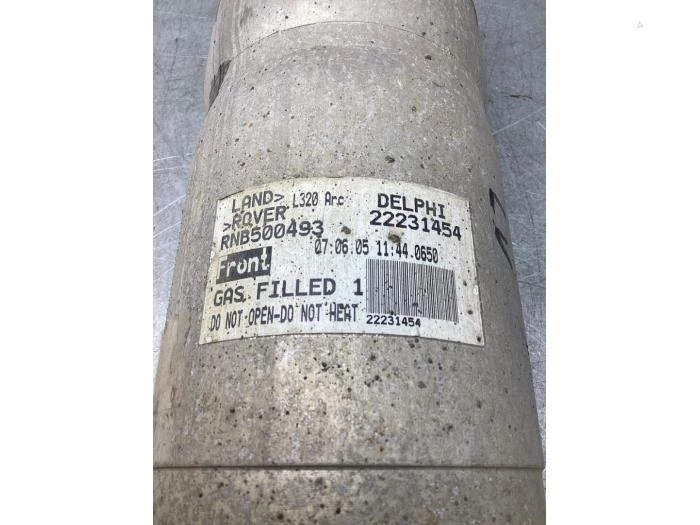 LAND> L320 Arc DELPHI
>ROVER 22231454
RNB500493 07:06.05 11:44.0650
Front
GAS FILLED 1
DO NOT OPEN-DO NOT HEAT 22231454